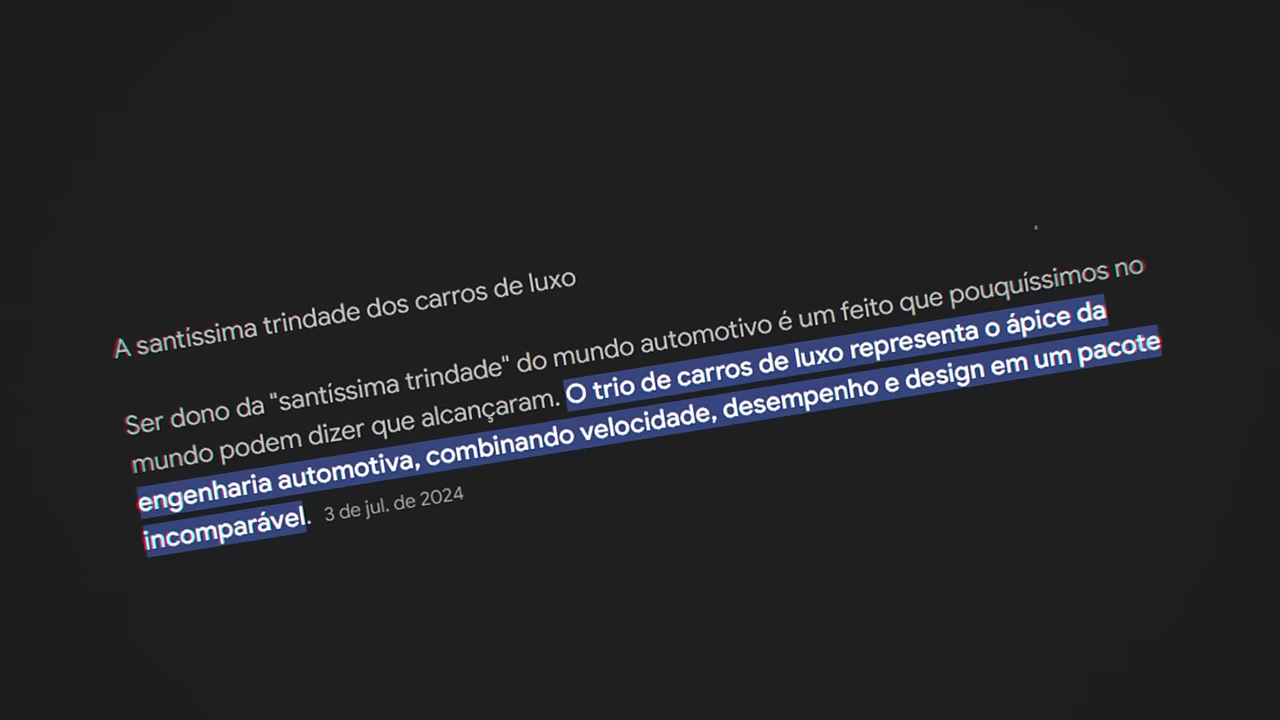 A santíssima trindade dos carros de luxo
Ser dono da "santíssima trindade" do mundo automotivo é um feito que pouquíssimos no
mundo podem dizer que alcançaram. O trio de carros de luxo representa o ápice da
engenharia automotiva, combinando velocidade, desempenho e design em um pacote
incomparável. 3 de jul. de 2024